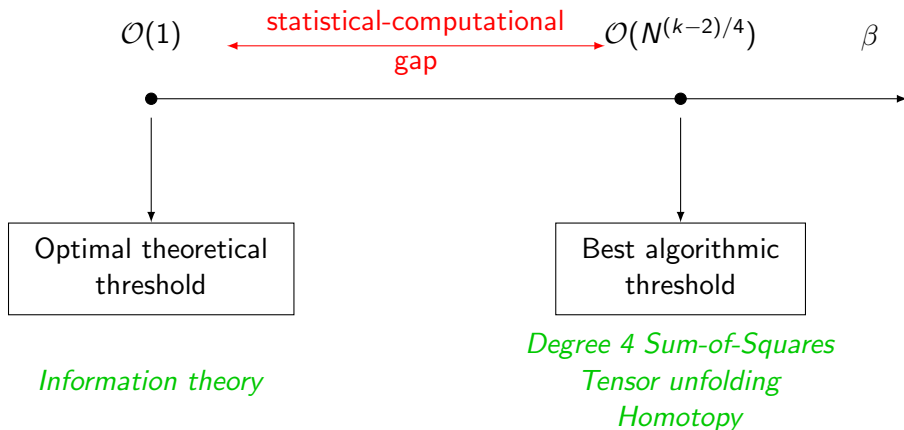 statistical-computational
𝒪(1) 𝒪(N^{(k−2)/4}) β
gap
Optimal theoretical
threshold
Best algorithmic
threshold
Information theory
Degree 4 Sum-of-Squares
Tensor unfolding
Homotopy